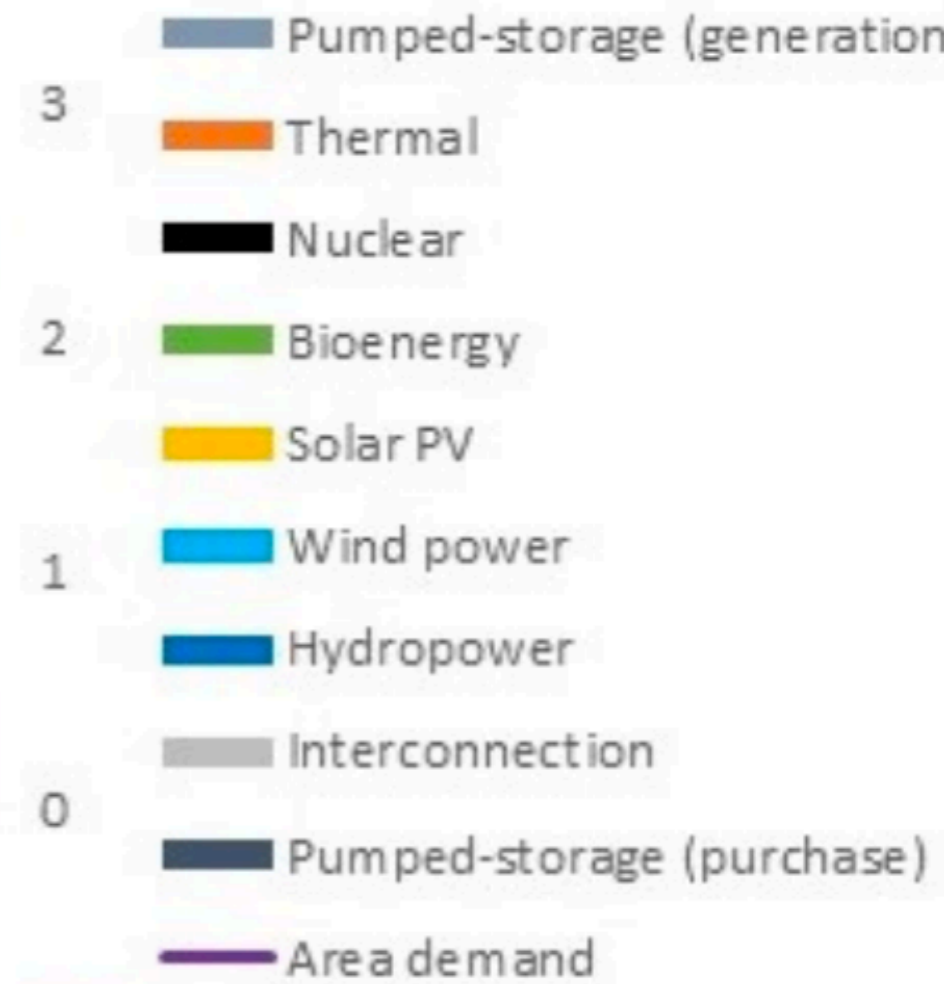 Pumped-storage (generation
3
Thermal
Nuclear
2
Bioenergy
Solar PV
Wind power
1
Hydropower
Interconnection
0
Pumped-storage (purchase)
Area demand